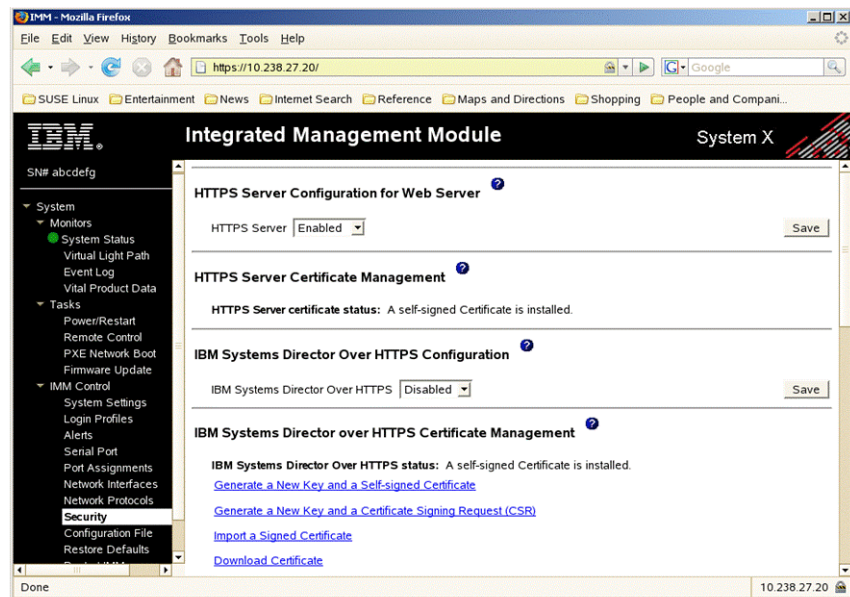 IMM - Mozilla Firefox
File Edit View History Bookmarks Tools Help
https://10.238.27.20/
G Google
SUSE Linux Entertainment News Internet Search Reference Maps and Directions Shopping People and Compani...
IBM. Integrated Management Module System X
SN# abcdefg
System
Monitors
System Status
Virtual Light Path
Event Log
Vital Product Data
Tasks
Power/Restart
Remote Control
PXE Network Boot
Firmware Update
IMM Control
System Settings
Login Profiles
Alerts
Serial Port
Port Assignments
Network Interfaces
Network Protocols
Security
Configuration File
Restore Defaults
HTTPS Server Configuration for Web Server ?
HTTPS Server Enabled Save
HTTPS Server Certificate Management ?
HTTPS Server certificate status: A self-signed Certificate is installed.
IBM Systems Director Over HTTPS Configuration ?
IBM Systems Director Over HTTPS Disabled Save
IBM Systems Director over HTTPS Certificate Management ?
IBM Systems Director Over HTTPS status: A self-signed Certificate is installed.
Generate a New Key and a Self-signed Certificate
Generate a New Key and a Certificate Signing Request (CSR)
Import a Signed Certificate
Download Certificate
Done 10.238.27.20